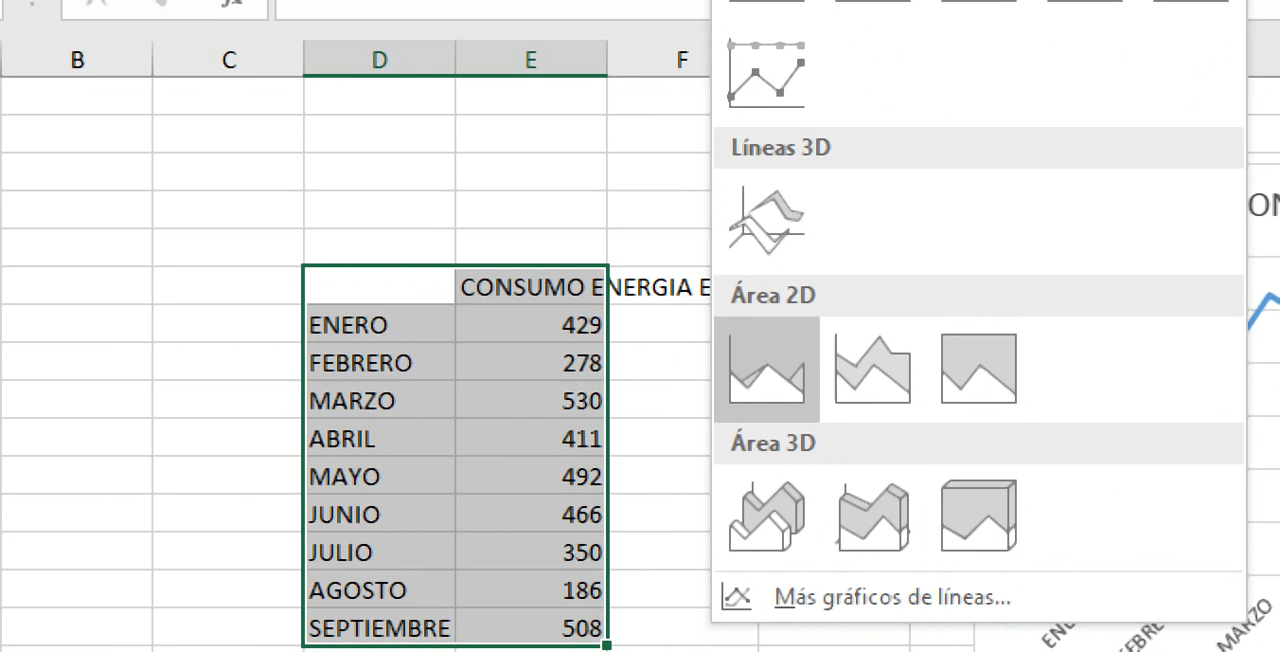 B C D E F
Líneas 3D
CONSUMO ENERGIA E
Área 2D
ENERO 429
FEBRERO 278
MARZO 530
ABRIL 411
Área 3D
MAYO 492
JUNIO 466
JULIO 350
AGOSTO 186
Más gráficos de líneas...
SEPTIEMBRE 508
MARZO